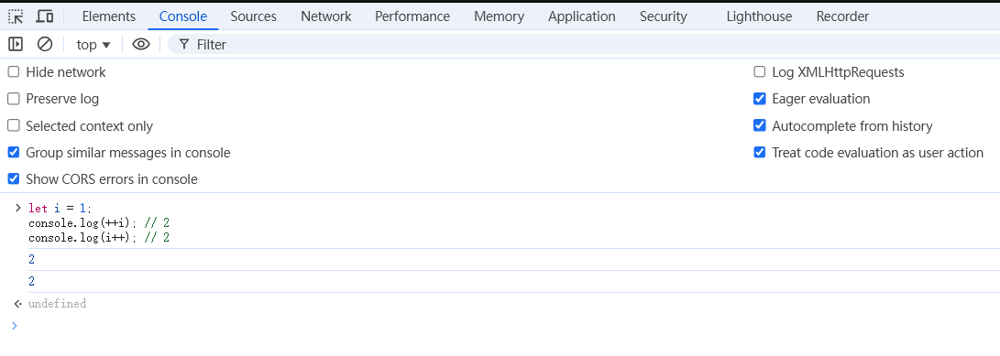 Elements Console Sources Network Performance Memory Application Security Lighthouse Recorder
top Filter
Hide network Log XMLHttpRequests
Preserve log Eager evaluation
Selected context only Autocomplete from history
Group similar messages in console Treat code evaluation as user action
Show CORS errors in console
let i = 1;
console.log(++i); // 2
console.log(i++); // 2
2
2
undefined